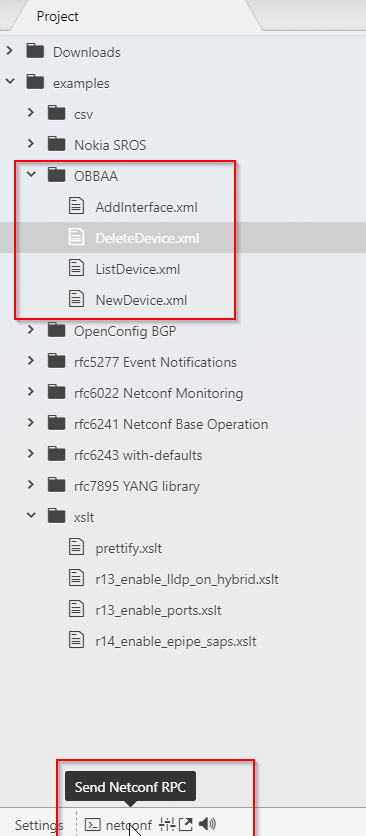 Project
Downloads
examples
csv
Nokia SROS
OBBAA
AddInterface.xml
DeleteDevice.xml
ListDevice.xml
NewDevice.xml
OpenConfig BGP
rfc5277 Event Notifications
rfc6022 Netconf Monitoring
rfc6241 Netconf Base Operation
rfc6243 with-defaults
rfc7895 YANG library
xslt
prettify.xslt
r13_enable_lldp_on_hybrid.xslt
r13_enable_ports.xslt
r14_enable_epipe_saps.xslt
Send Netconf RPC
Settings netconf